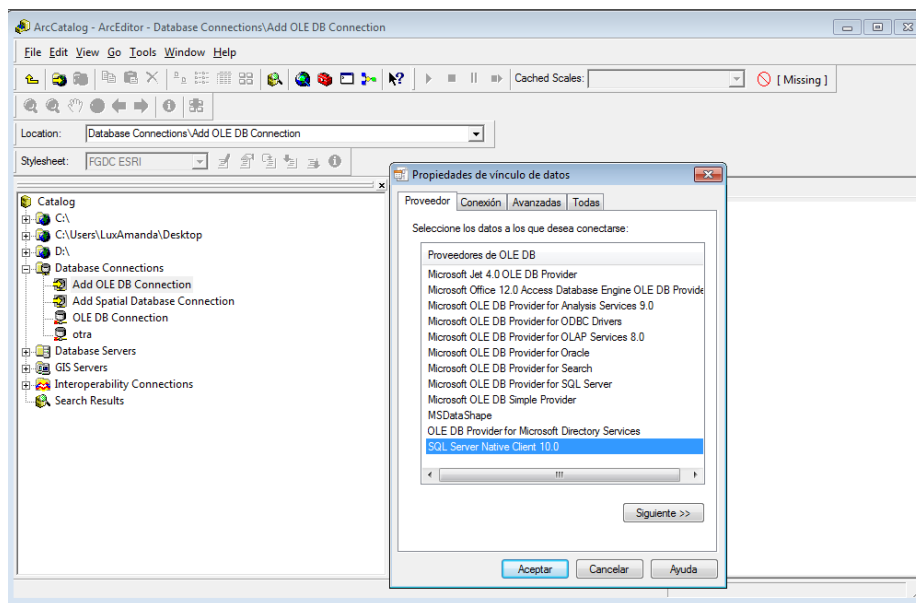 ArcCatalog - ArcEditor - Database Connections\Add OLE DB Connection
File Edit View Go Tools Window Help
Cached Scales: [ Missing ]
Location: Database Connections\Add OLE DB Connection
Stylesheet: FGDC ESRI
Catalog
C:\
C:\Users\LuxAmanda\Desktop
D:\
Database Connections
Add OLE DB Connection
Add Spatial Database Connection
OLE DB Connection
otra
Database Servers
GIS Servers
Interoperability Connections
Search Results
Propiedades de vínculo de datos
Proveedor Conexión Avanzadas Todas
Seleccione los datos a los que desea conectarse:
Proveedores de OLE DB
Microsoft Jet 4.0 OLE DB Provider
Microsoft Office 12.0 Access Database Engine OLE DB Provide
Microsoft OLE DB Provider for Analysis Services 9.0
Microsoft OLE DB Provider for ODBC Drivers
Microsoft OLE DB Provider for OLAP Services 8.0
Microsoft OLE DB Provider for Oracle
Microsoft OLE DB Provider for Search
Microsoft OLE DB Provider for SQL Server
Microsoft OLE DB Simple Provider
MSDataShape
OLE DB Provider for Microsoft Directory Services
SQL Server Native Client 10.0
Siguiente >>
Aceptar Cancelar Ayuda